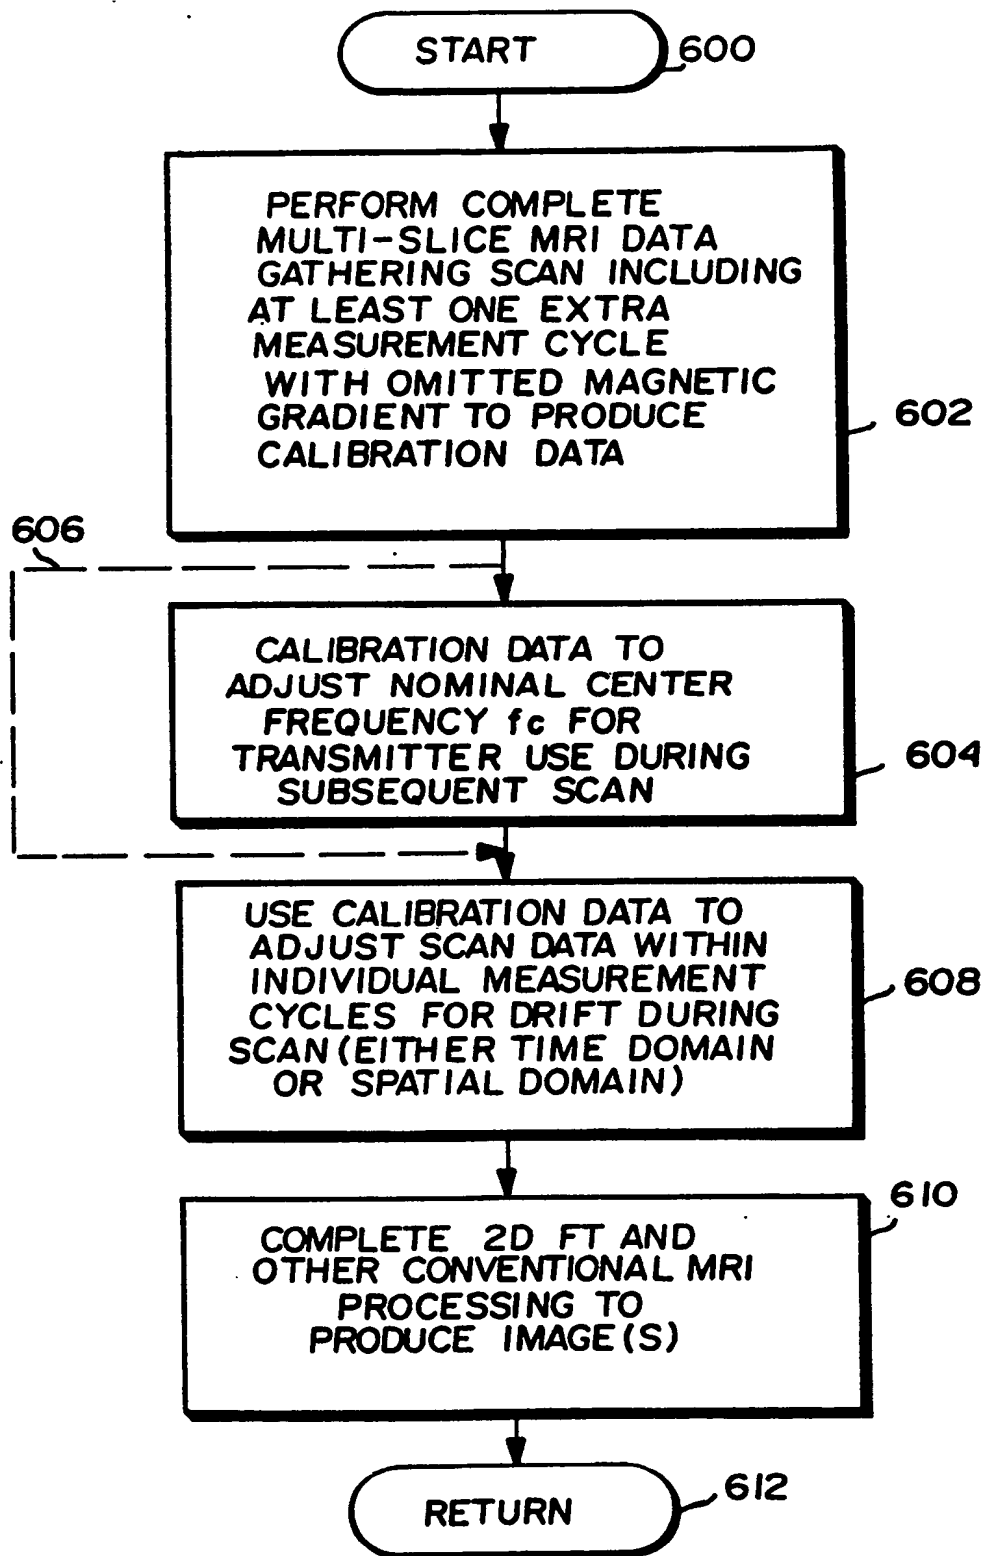 START
600
PERFORM COMPLETE
MULTI-SLICE MRI DATA
GATHERING SCAN INCLUDING
AT LEAST ONE EXTRA
MEASUREMENT CYCLE
WITH OMITTED MAGNETIC
GRADIENT TO PRODUCE
CALIBRATION DATA
602
606
CALIBRATION DATA TO
ADJUST NOMINAL CENTER
FREQUENCY fc FOR
TRANSMITTER USE DURING
SUBSEQUENT SCAN
604
USE CALIBRATION DATA TO
ADJUST SCAN DATA WITHIN
INDIVIDUAL MEASUREMENT
CYCLES FOR DRIFT DURING
SCAN (EITHER TIME DOMAIN
OR SPATIAL DOMAIN)
608
COMPLETE 2D FT AND
OTHER CONVENTIONAL MRI
PROCESSING TO
PRODUCE IMAGE(S)
610
RETURN
612